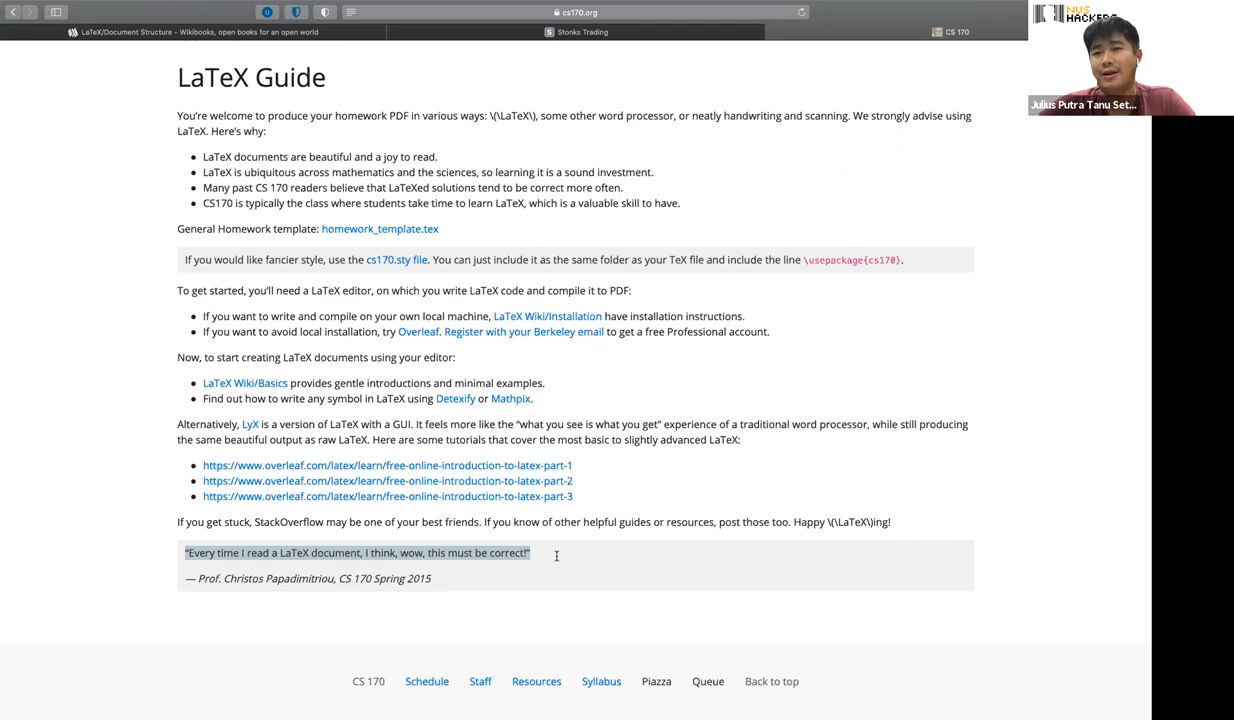 cs170.org
LaTeX/Document Structure - Wikibooks, open books for an open world
Stonks Trading
CS 170
NUS
HACKERS
Julius Putra Tanu Set...
LaTeX Guide
You're welcome to produce your homework PDF in various ways: \(\LaTeX\), some other word processor, or neatly handwriting and scanning. We strongly advise using
LaTeX. Here's why:
LaTeX documents are beautiful and a joy to read.
LaTeX is ubiquitous across mathematics and the sciences, so learning it is a sound investment.
Many past CS 170 readers believe that LaTeXed solutions tend to be correct more often.
CS170 is typically the class where students take time to learn LaTeX, which is a valuable skill to have.
General Homework template: homework_template.tex
If you would like fancier style, use the cs170.sty file. You can just include it as the same folder as your TeX file and include the line \usepackage{cs170}.
To get started, you'll need a LaTeX editor, on which you write LaTeX code and compile it to PDF:
If you want to write and compile on your own local machine, LaTeX Wiki/Installation have installation instructions.
If you want to avoid local installation, try Overleaf. Register with your Berkeley email to get a free Professional account.
Now, to start creating LaTeX documents using your editor:
LaTeX Wiki/Basics provides gentle introductions and minimal examples.
Find out how to write any symbol in LaTeX using Detexify or Mathpix.
Alternatively, LyX is a version of LaTeX with a GUI. It feels more like the “what you see is what you get” experience of a traditional word processor, while still producing
the same beautiful output as raw LaTeX. Here are some tutorials that cover the most basic to slightly advanced LaTeX:
https://www.overleaf.com/latex/learn/free-online-introduction-to-latex-part-1
https://www.overleaf.com/latex/learn/free-online-introduction-to-latex-part-2
https://www.overleaf.com/latex/learn/free-online-introduction-to-latex-part-3
If you get stuck, StackOverflow may be one of your best friends. If you know of other helpful guides or resources, post those too. Happy \(\LaTeX\)ing!
“Every time I read a LaTeX document, I think, wow, this must be correct!”
— Prof. Christos Papadimitriou, CS 170 Spring 2015
CS 170 Schedule Staff Resources Syllabus Piazza Queue Back to top